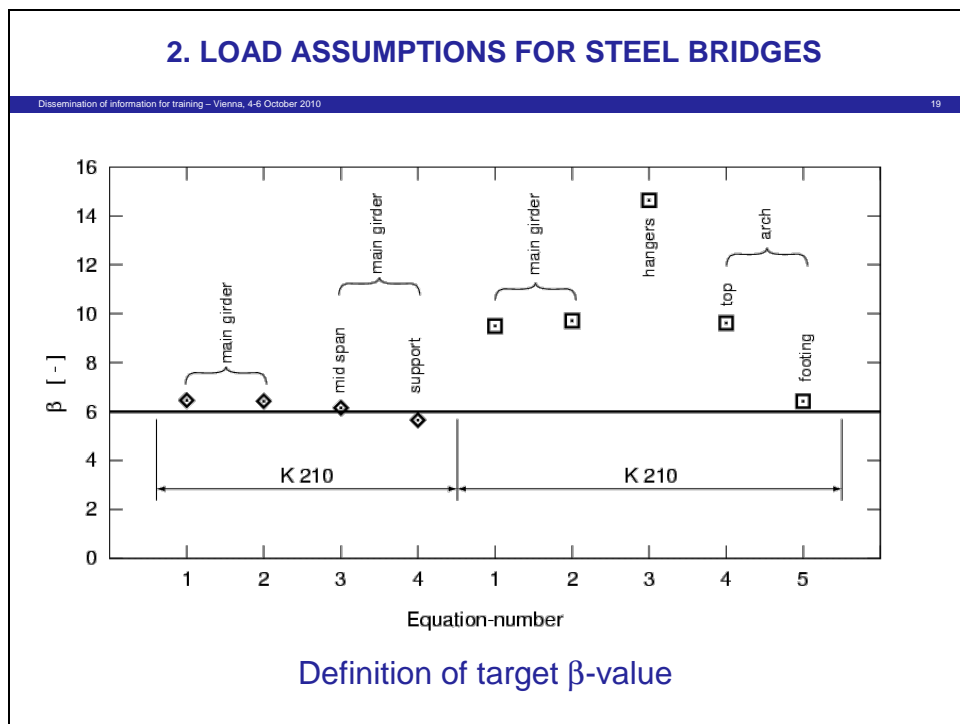 2. LOAD ASSUMPTIONS FOR STEEL BRIDGES
Dissemination of information for training – Vienna, 4-6 October 2010 19
16
14
12
10
8
6
4
2
0
β [ - ]
main girder
main girder
mid span
support
main girder
hangers
arch
top
footing
K 210 K 210
1 2 3 4 1 2 3 4 5
Equation-number
Definition of target β-value